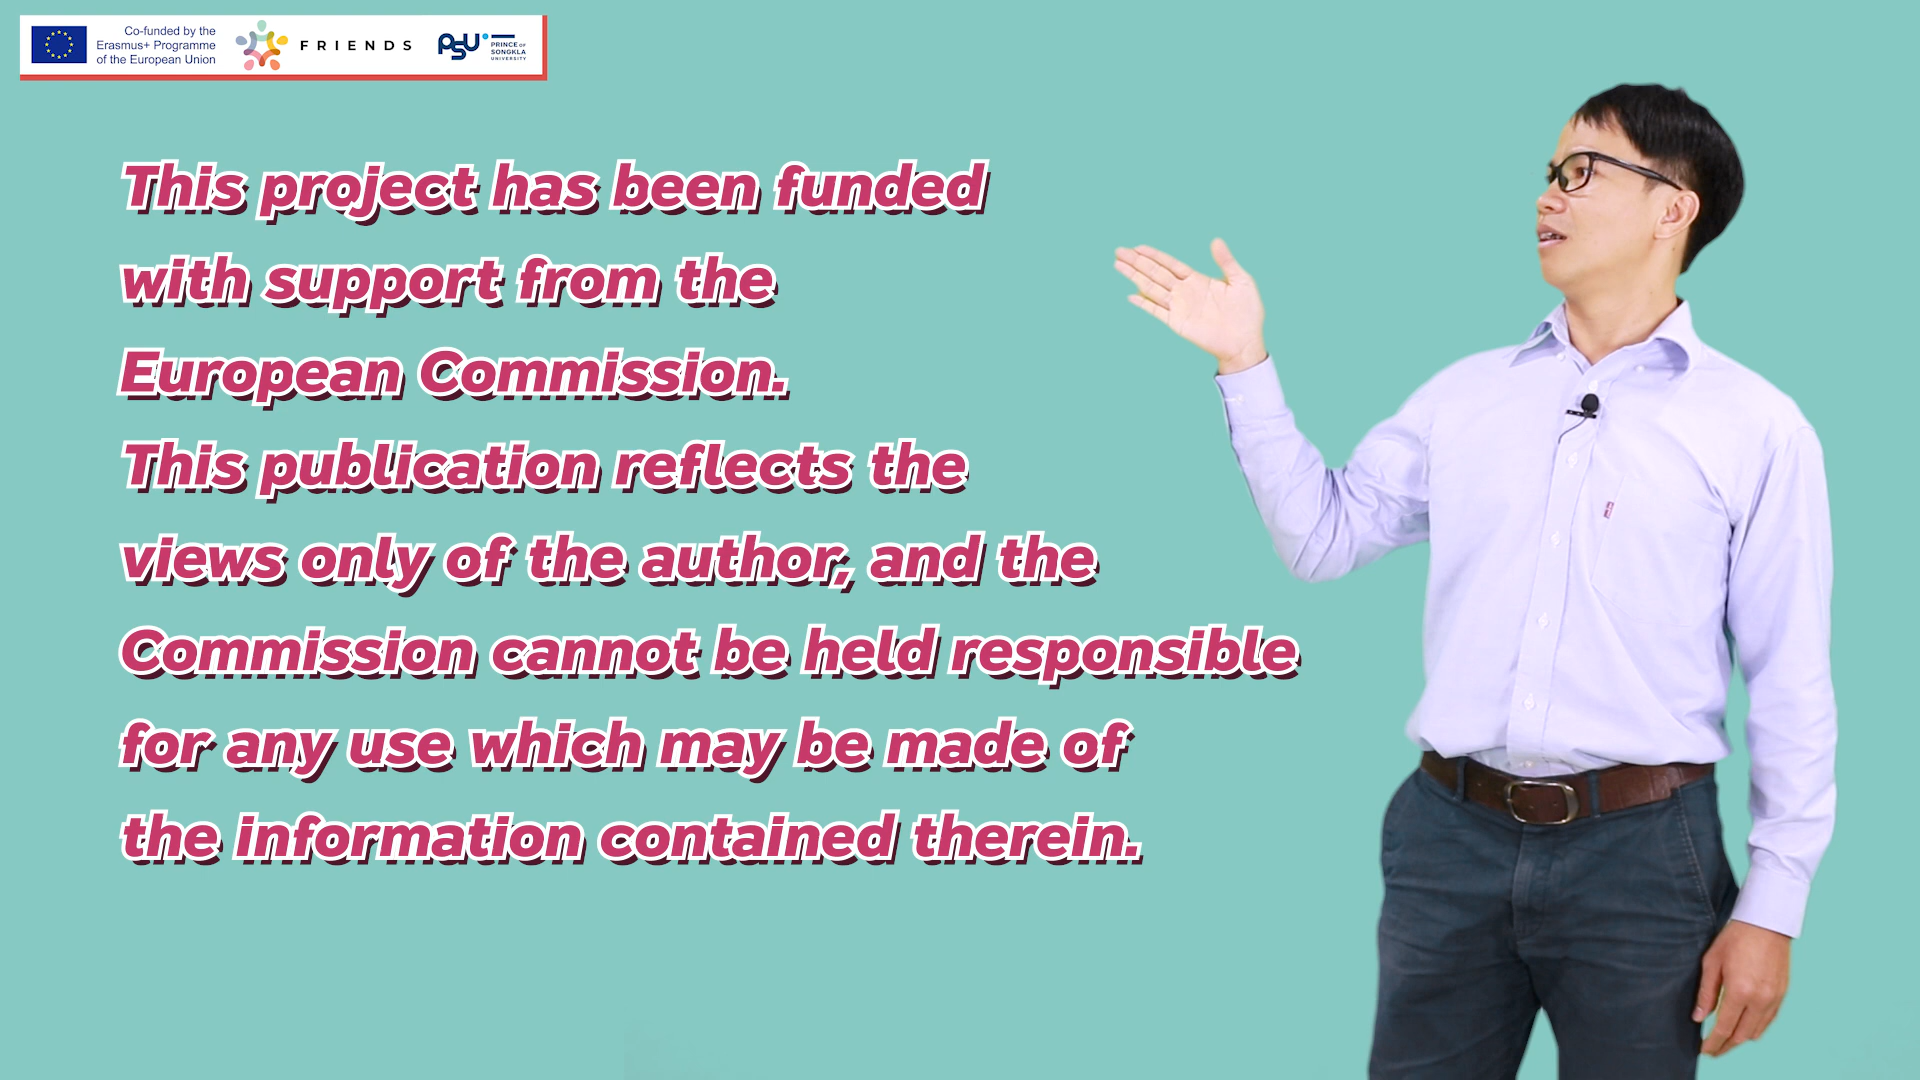 Co-funded by the
Erasmus+ Programme
of the European Union
FRIENDS
PSU
PRINCE OF
SONGKLA
UNIVERSITY
This project has been funded
with support from the
European Commission.
This publication reflects the
views only of the author, and the
Commission cannot be held responsible
for any use which may be made of
the information contained therein.